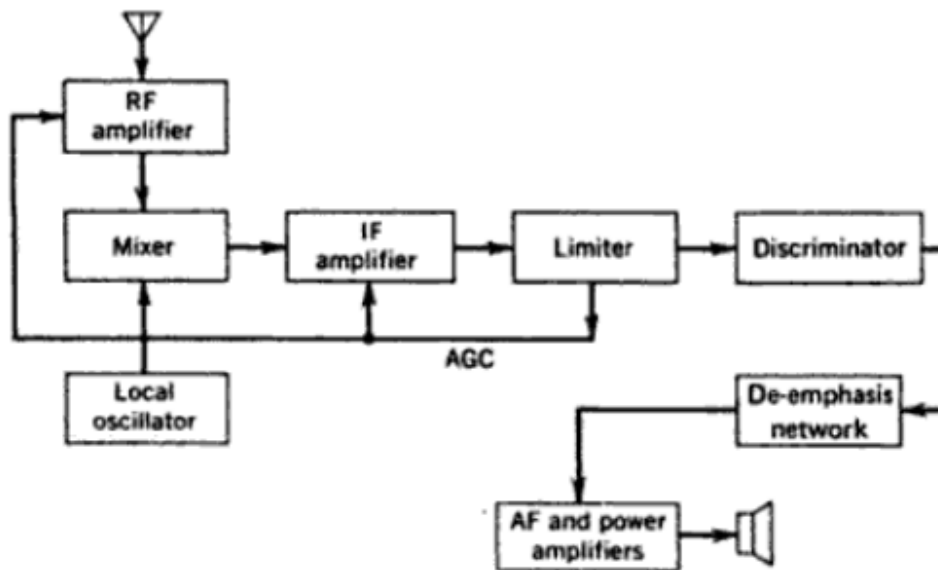 RF
amplifier
Mixer
IF
amplifier
Limiter
Discriminator
AGC
Local
oscillator
De-emphasis
network
AF and power
amplifiers